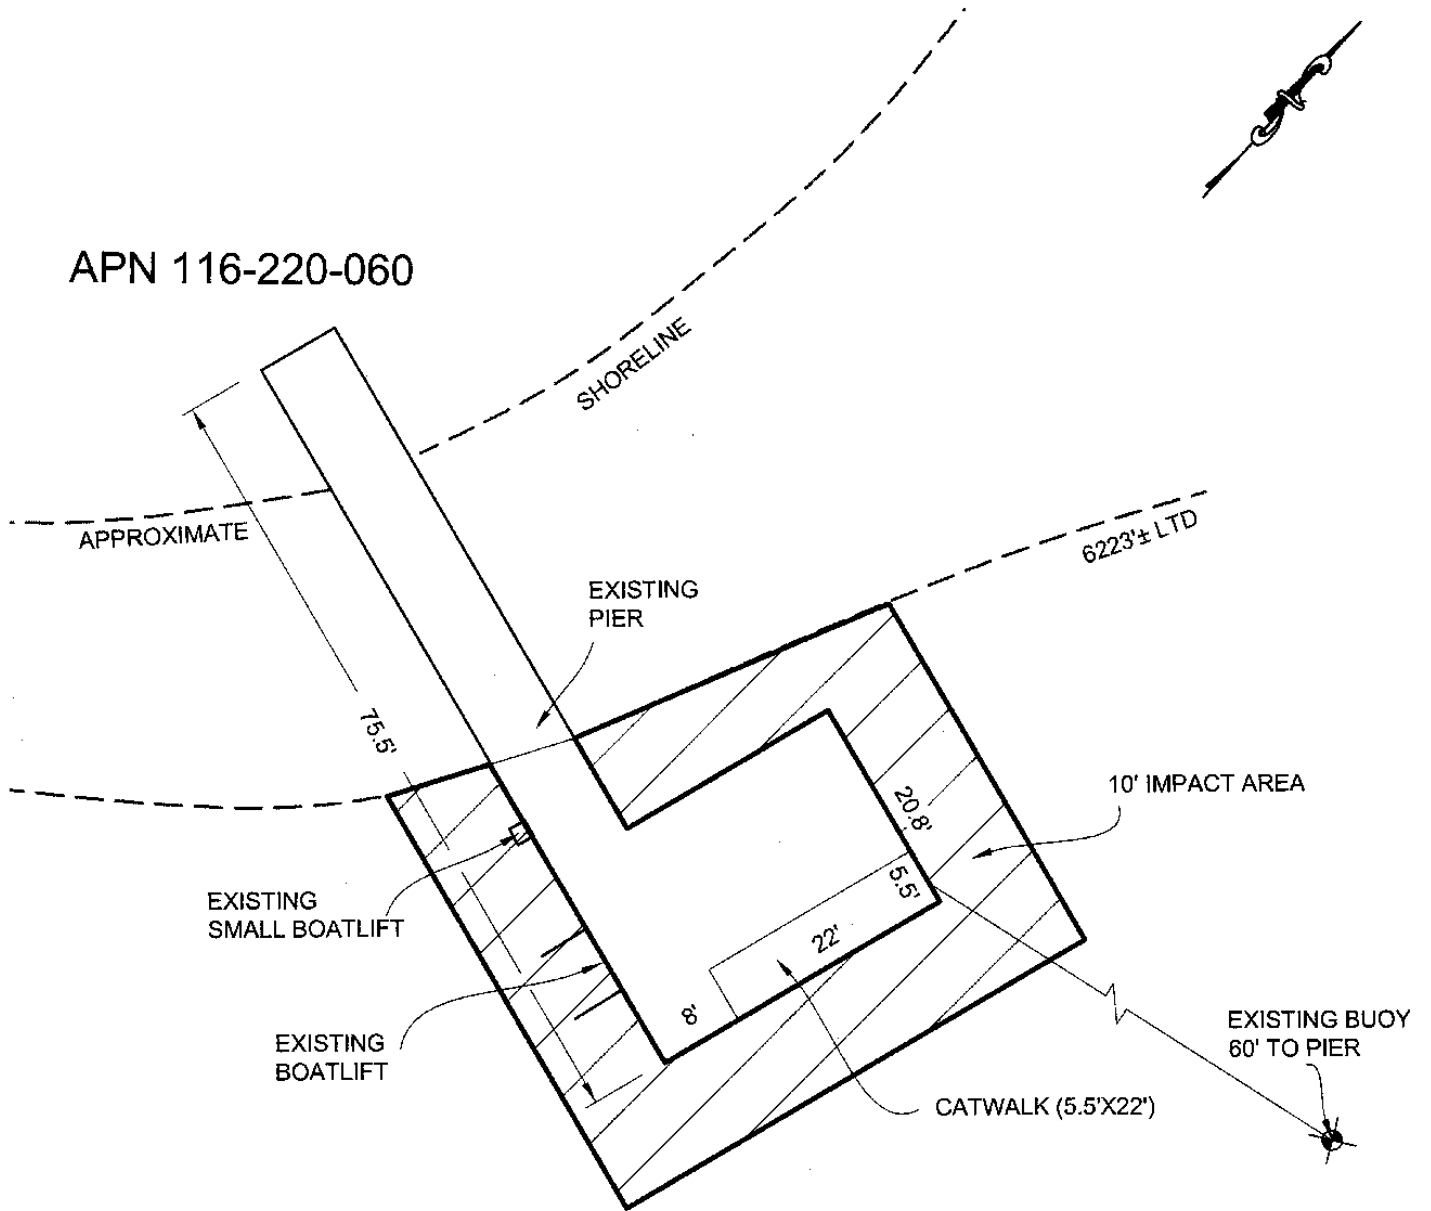 APN 116-220-060
SHORELINE
APPROXIMATE
6223'± LTD
EXISTING
PIER
75.5'
10' IMPACT AREA
20.8'
5.5'
EXISTING
SMALL BOATLIFT
22'
8'
EXISTING
BOATLIFT
EXISTING BUOY
60' TO PIER
CATWALK (5.5'X22')